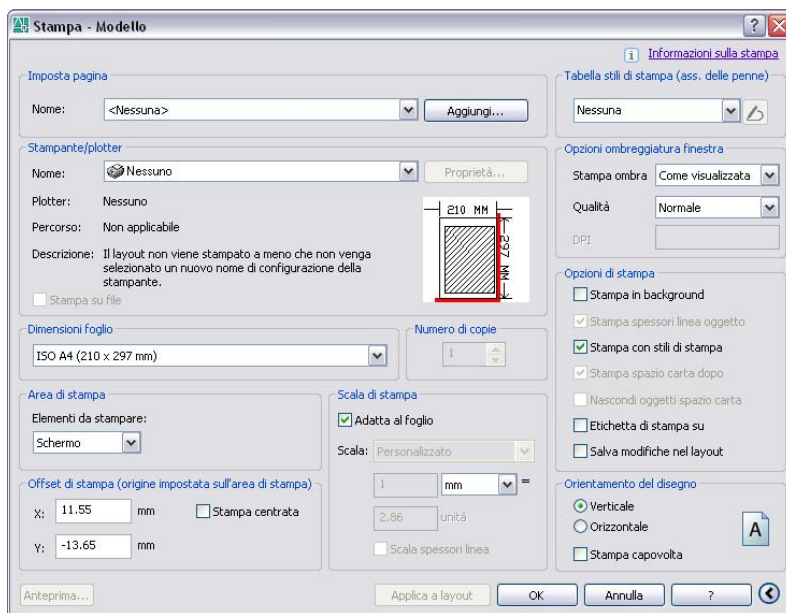 Stampa - Modello
?
Informazioni sulla stampa
Imposta pagina
Nome: <Nessuna> Aggiungi...
Stampante/plotter
Nome: Nessuno Proprietà...
Plotter: Nessuno
Percorso: Non applicabile
Descrizione: Il layout non viene stampato a meno che non venga
selezionato un nuovo nome di configurazione della
stampante.
Stampa su file
210 MM
297 MM
Dimensioni foglio
ISO A4 (210 x 297 mm)
Numero di copie
1
Area di stampa
Elementi da stampare:
Schermo
Offset di stampa (origine impostata sull'area di stampa)
X: 11.55 mm Stampa centrata
Y: -13.65 mm
Scala di stampa
Adatta al foglio
Scala: Personalizzato
1 mm =
2.86 unità
Scala spessori linea
Tabella stili di stampa (ass. delle penne)
Nessuna
Opzioni ombreggiatura finestra
Stampa ombra Come visualizzata
Qualità Normale
DPI
Opzioni di stampa
Stampa in background
Stampa spessori linea oggetto
Stampa con stili di stampa
Stampa spazio carta dopo
Nascondi oggetti spazio carta
Etichetta di stampa su
Salva modifiche nel layout
Orientamento del disegno
Verticale
Orizzontale
Stampa capovolta
A
Anteprima... Applica a layout OK Annulla ?